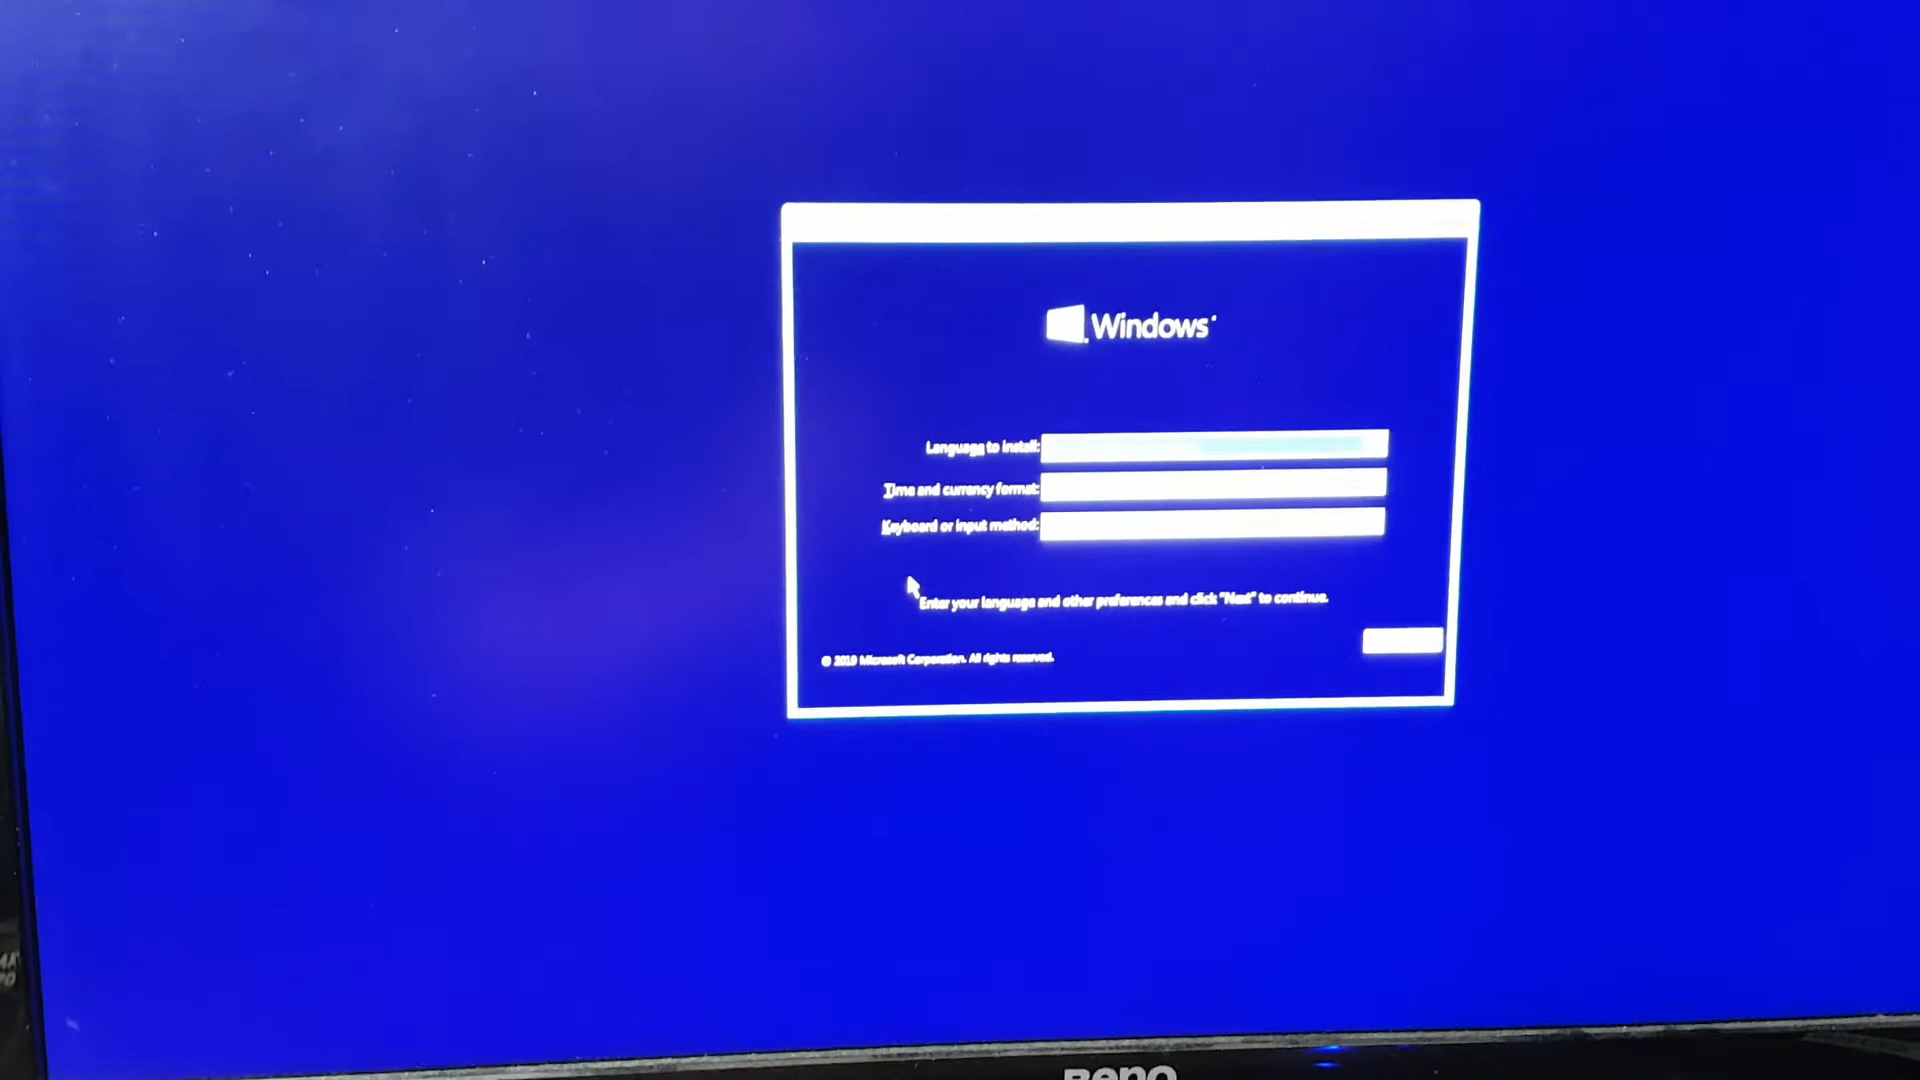 Windows
Language to install:
Time and currency format:
Keyboard or input method:
Enter your language and other preferences and click "Next" to continue.
© 2019 Microsoft Corporation. All rights reserved.
BenQ